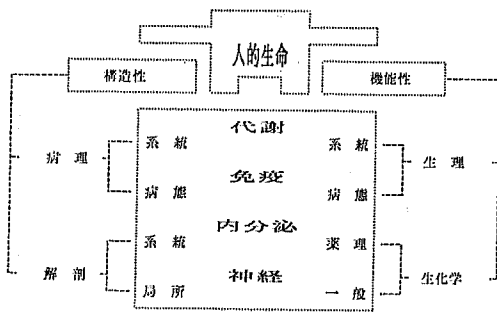 人的生命
構造性
機能性
代謝
系統
系統
病理
生理
免疫
病態
病態
内分泌
系統
薬理
解剖
生化学
神経
局所
一般